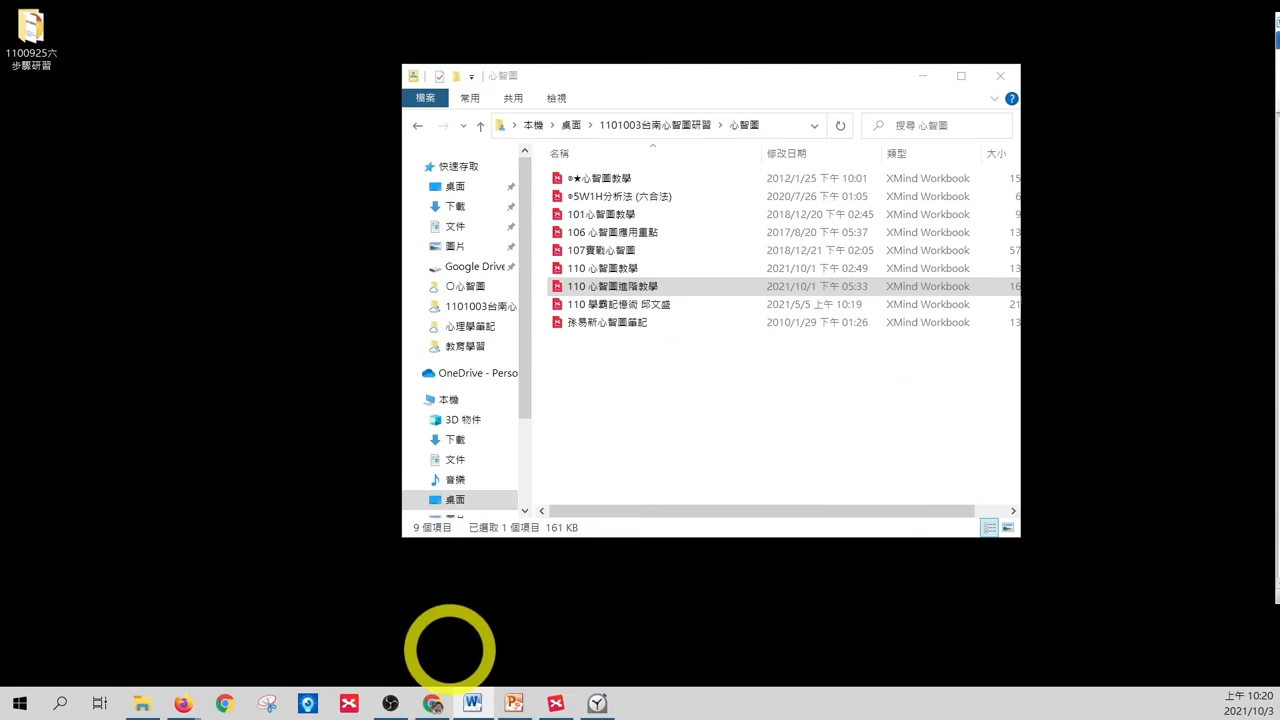 1100925六
步驟研習
心智圖
檔案
常用
共用
檢視
本機
桌面
1101003台南心智圖研習
心智圖
搜尋 心智圖
名稱
修改日期
類型
大小
快速存取
桌面
下載
文件
圖片
Google Drive
〇心智圖
1101003台南心
心理學筆記
教育學習
OneDrive - Perso
本機
3D 物件
下載
文件
音樂
桌面
®★心智圖教學 2012/1/25 下午 10:01 XMind Workbook 15
®5W1H分析法 (六合法) 2020/7/26 下午 01:05 XMind Workbook 6
101心智圖教學 2018/12/20 下午 02:45 XMind Workbook 9
106 心智圖應用重點 2017/8/20 下午 05:37 XMind Workbook 13
107實戰心智圖 2018/12/21 下午 02:05 XMind Workbook 57
110 心智圖教學 2021/10/1 下午 02:49 XMind Workbook 13
110 心智圖進階教學 2021/10/1 下午 05:33 XMind Workbook 16
110 學霸記憶術 邱文盛 2021/5/5 上午 10:19 XMind Workbook 21
孫易新心智圖筆記 2010/1/29 下午 01:26 XMind Workbook 13
9 個項目 已選取 1 個項目 161 KB
上午 10:20
2021/10/3